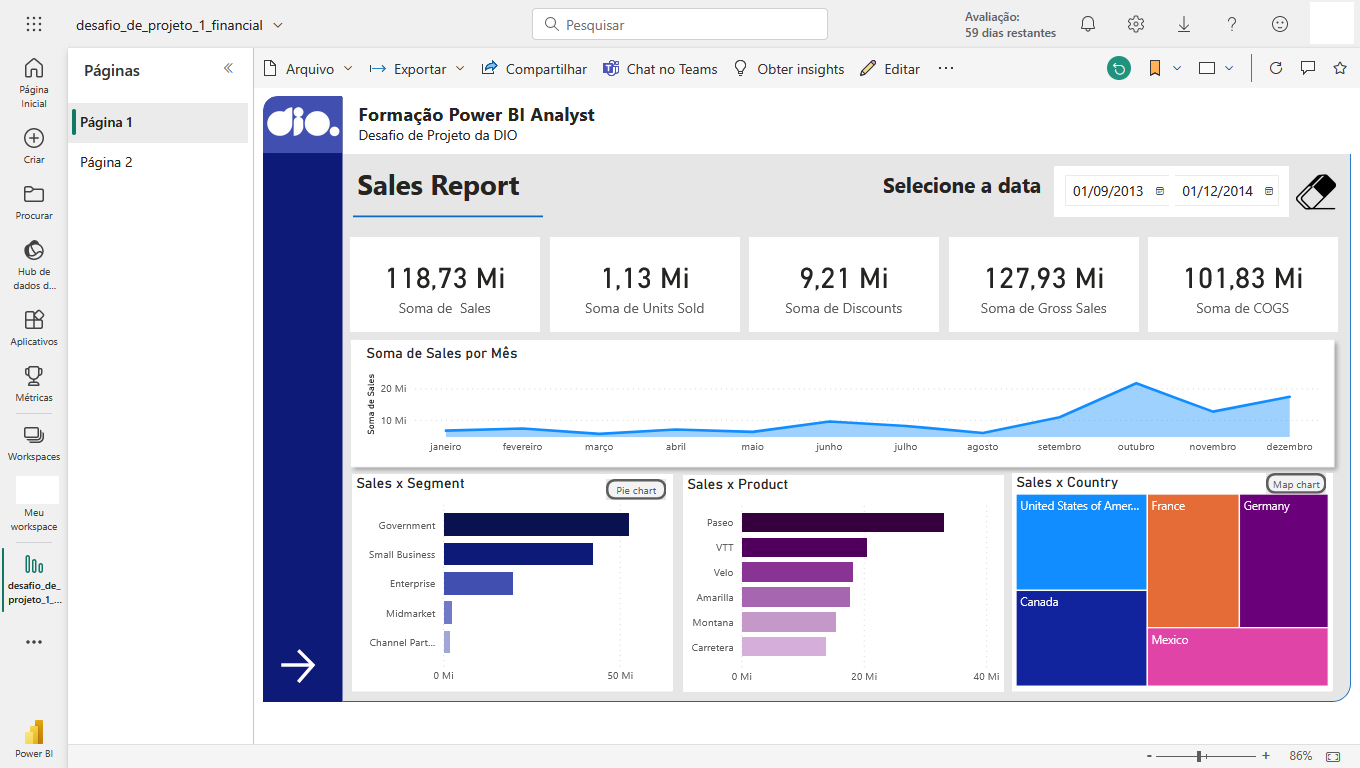 desafio_de_projeto_1_financial
Pesquisar
Avaliação:
59 dias restantes
?
Página
Inicial
Criar
Procurar
Hub de
dados d...
Aplicativos
Métricas
Workspaces
Meu
workspace
desafio_de_
projeto_1_...
Power BI
Páginas
Página 1
Página 2
Arquivo
Exportar
Compartilhar
Chat no Teams
Obter insights
Editar
dio.
Formação Power BI Analyst
Desafio de Projeto da DIO
Sales Report
Selecione a data
01/09/2013
01/12/2014
118,73 Mi
Soma de Sales
1,13 Mi
Soma de Units Sold
9,21 Mi
Soma de Discounts
127,93 Mi
Soma de Gross Sales
101,83 Mi
Soma de COGS
Soma de Sales por Mês
Soma de Sales
20 Mi
10 Mi
janeiro fevereiro março abril maio junho julho agosto setembro outubro novembro dezembro
Sales x Segment
Pie chart
Government
Small Business
Enterprise
Midmarket
Channel Part...
0 Mi 50 Mi
Sales x Product
Paseo
VTT
Velo
Amarilla
Montana
Carretera
0 Mi 20 Mi 40 Mi
Sales x Country
Map chart
United States of Amer...
France
Germany
Canada
Mexico
- + 86%